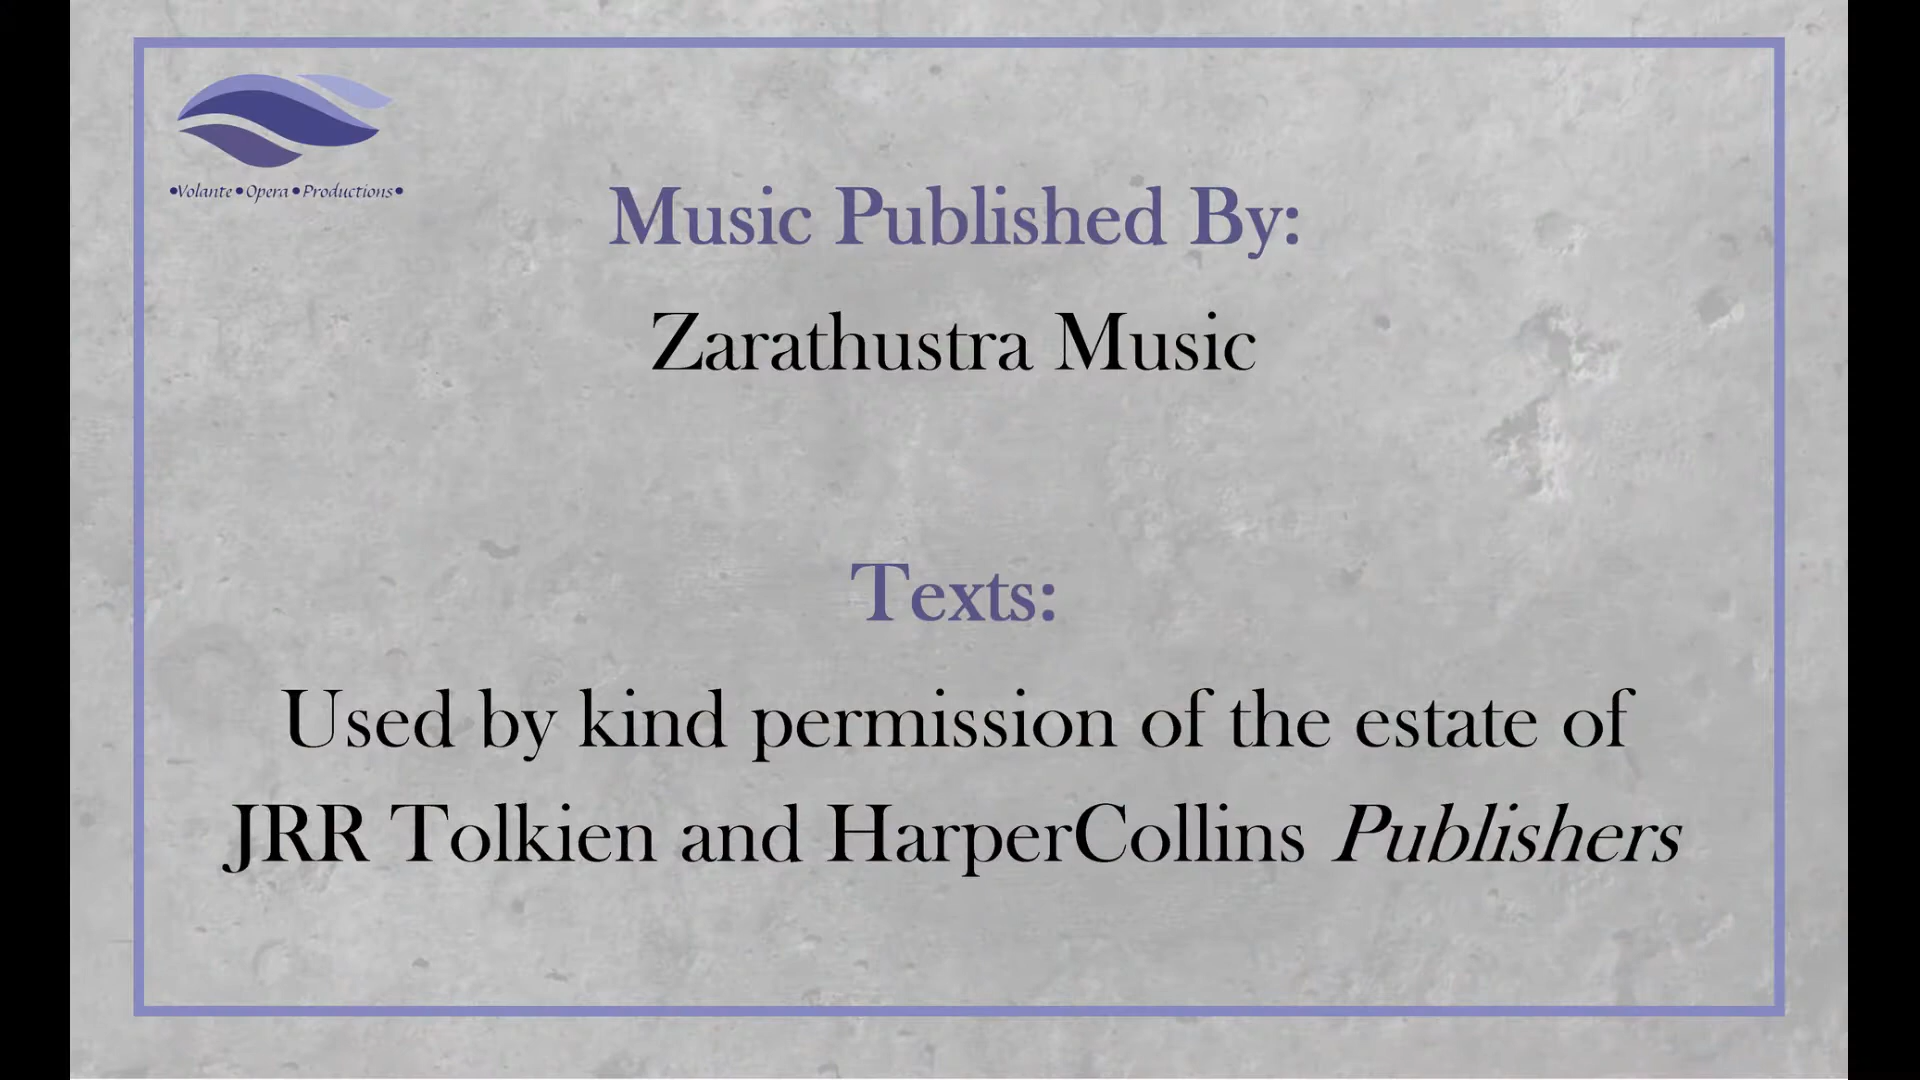 •Volante•Opera•Productions•
Music Published By:
Zarathustra Music
Texts:
Used by kind permission of the estate of
JRR Tolkien and HarperCollins Publishers